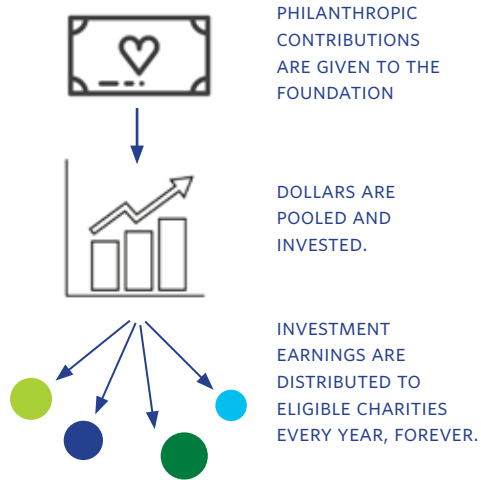 PHILANTHROPIC
CONTRIBUTIONS
ARE GIVEN TO THE
FOUNDATION
DOLLARS ARE
POOLED AND
INVESTED.
INVESTMENT
EARNINGS ARE
DISTRIBUTED TO
ELIGIBLE CHARITIES
EVERY YEAR, FOREVER.